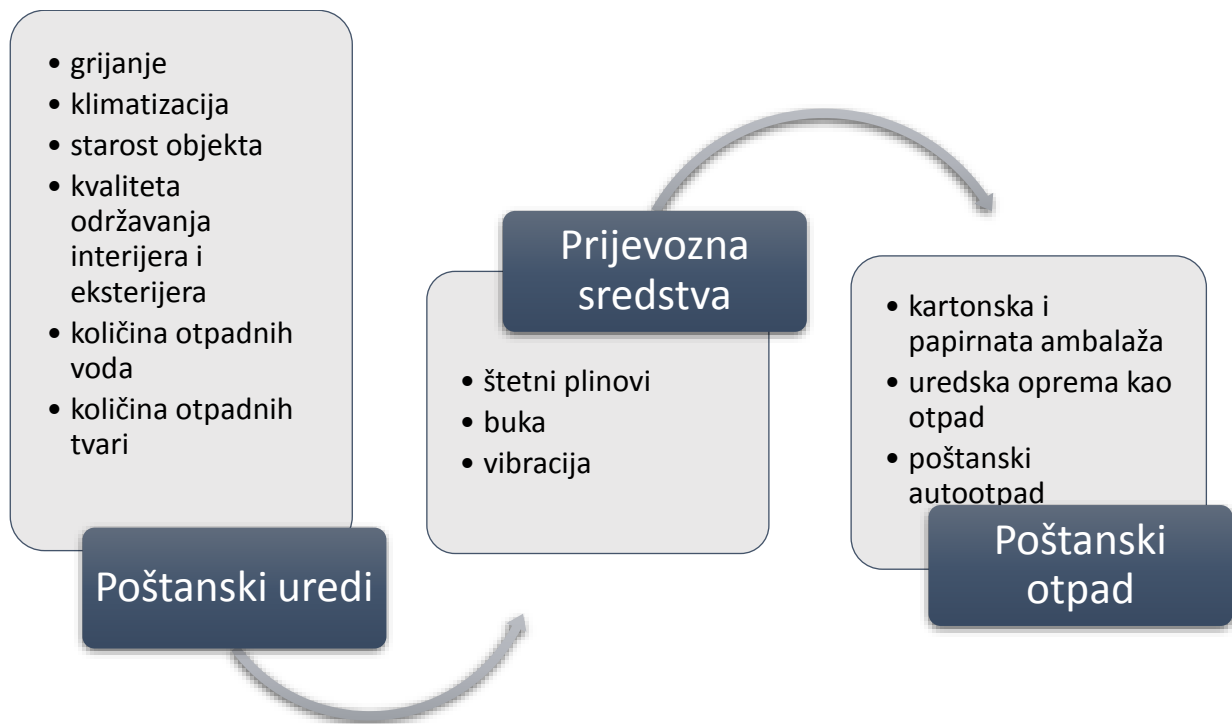 • grijanje
• klimatizacija
• starost objekta
• kvaliteta
održavanja
interijera i
eksterijera
• količina otpadnih
voda
• količina otpadnih
tvari
Poštanski uredi
Prijevozna
sredstva
• štetni plinovi
• buka
• vibracija
• kartonska i
papirnata ambalaža
• uredska oprema kao
otpad
• poštanski
autootpad
Poštanski
otpad